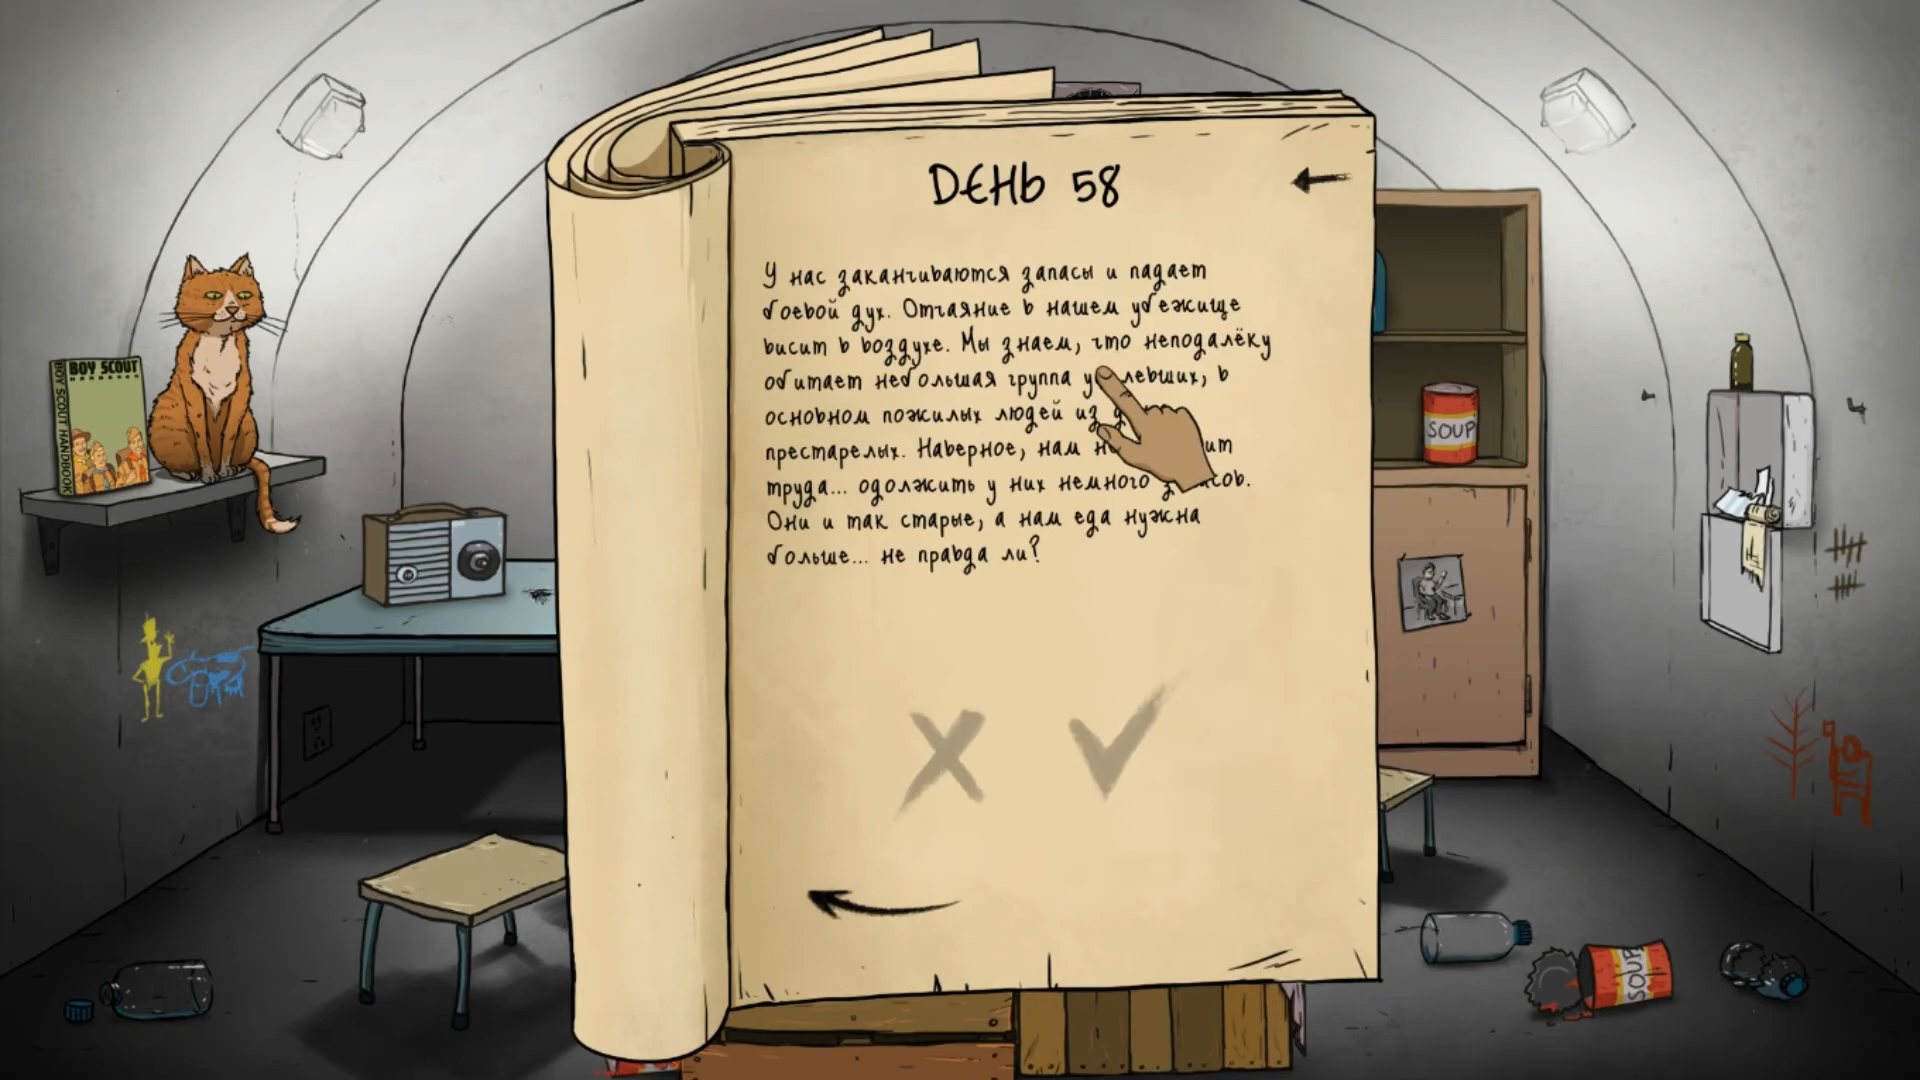 ДЕНЬ 58
У нас заканчиваются запасы и падает
боевой дух. Отчаяние в нашем убежище
висит в воздухе. Мы знаем, что неподалёку
обитает небольшая группа в
основном пожилых людей из
престарелых. Наверное, нам
труда... одолжить у них немного
Они и так старые, а нам еда нужна
больше... не правда ли?
BOY SCOUT
HANDBOOK
BOY SCOUT HANDBOOK
SOUP
SOUP